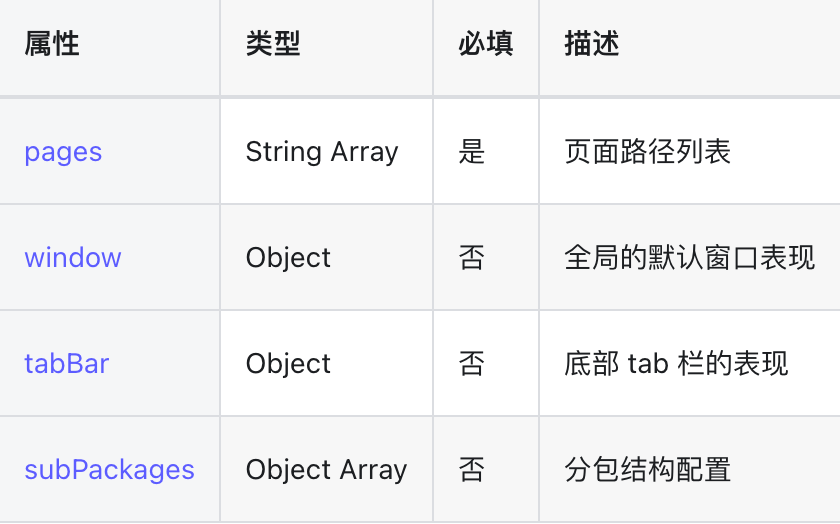 属性 类型 必填 描述
pages String Array 是 页面路径列表
window Object 否 全局的默认窗口表现
tabBar Object 否 底部 tab 栏的表现
subPackages Object Array 否 分包结构配置